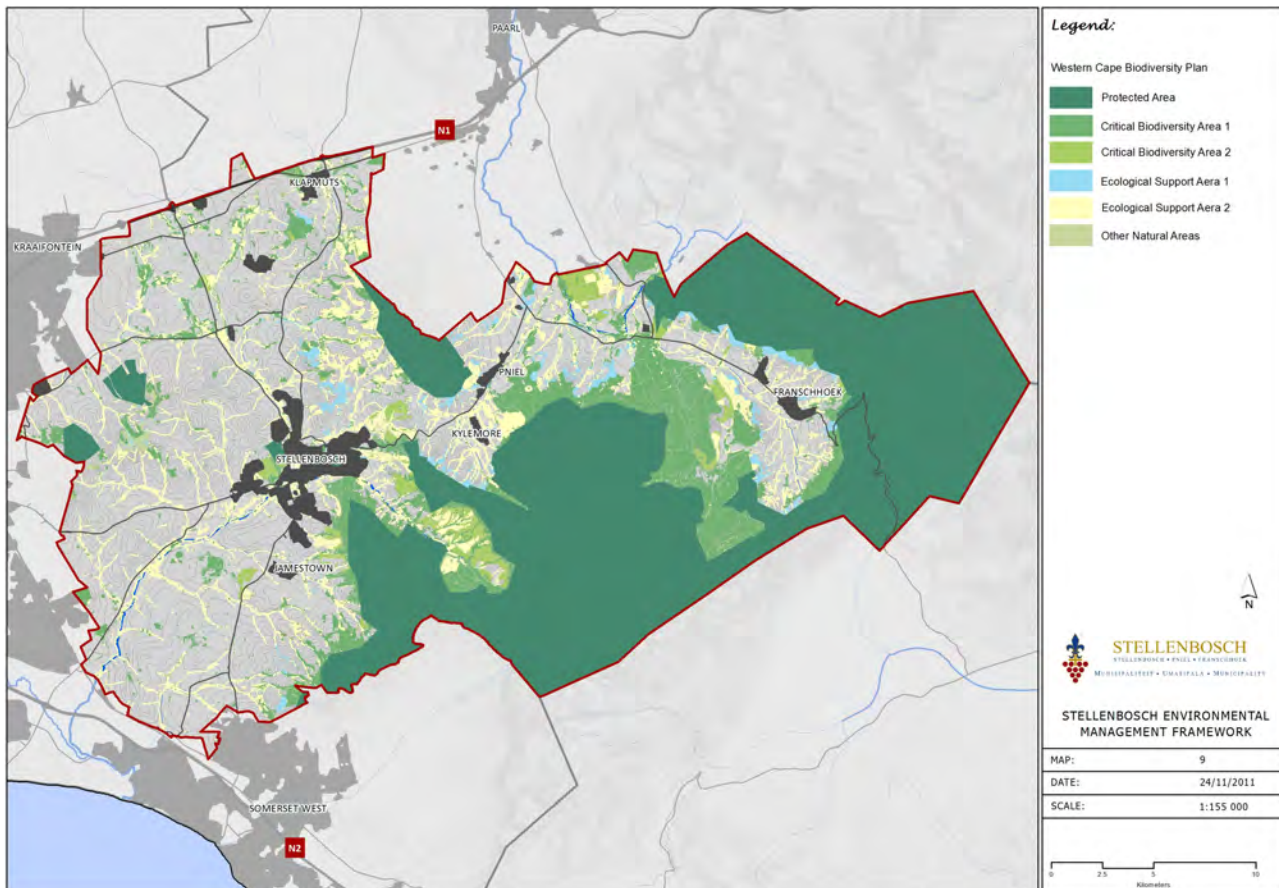 PAARL
N1
KLAPMUTS
KRAAIFONTEIN
PNIEL
FRANSCHHOEK
KYLEMORE
STELLENBOSCH
JAMESTOWN
SOMERSET WEST
N2
Legend:
Western Cape Biodiversity Plan
Protected Area
Critical Biodiversity Area 1
Critical Biodiversity Area 2
Ecological Support Aera 1
Ecological Support Aera 2
Other Natural Areas
N
STELLENBOSCH
STELLENBOSCH • PNIEL • FRANSCHHOEK
MUNISIPALITEIT • UMASIPALA • MUNICIPALITY
STELLENBOSCH ENVIRONMENTAL
MANAGEMENT FRAMEWORK
MAP: 9
DATE: 24/11/2011
SCALE: 1:155 000
0 2.5 5 10
Kilometers